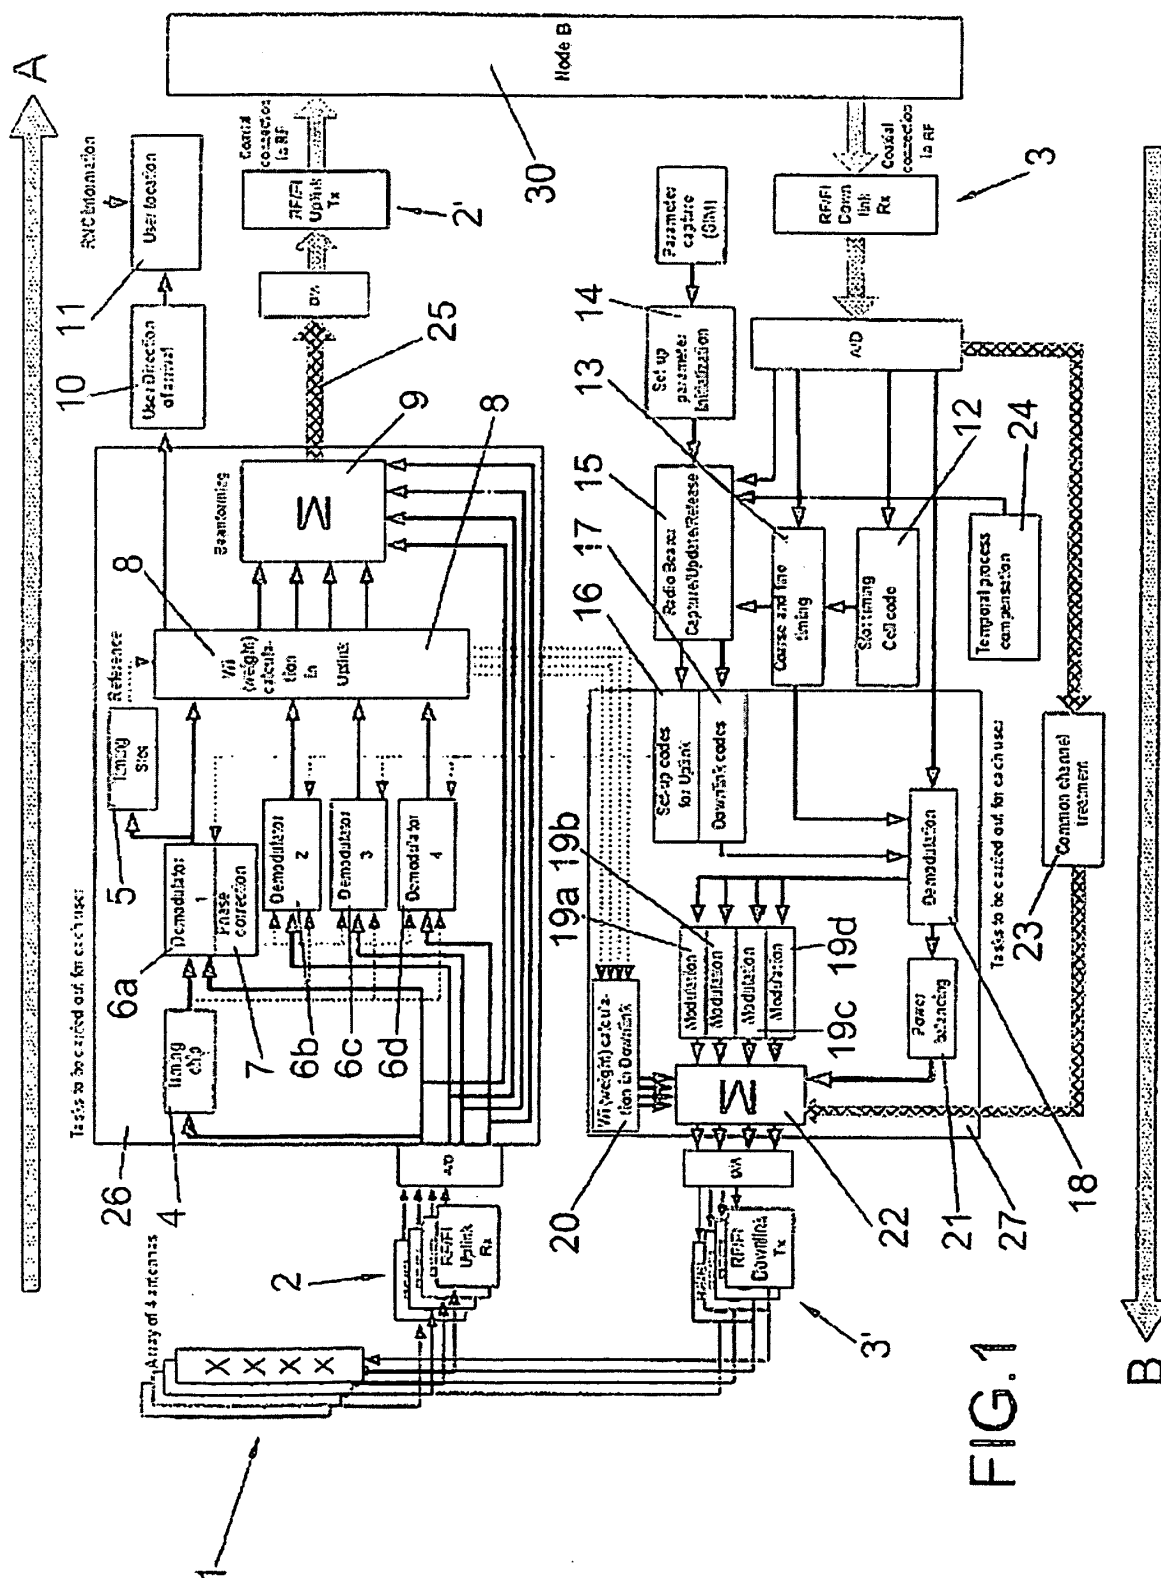 A
RNC Information
User location
11
User Direction
of arrival
10
Coaxial
connection
in RF
RF/FI
Uplink
Tx
2'
D/A
25
Node B
30
Tasks to be carried out for each user
26
Timing
chip
4
Demodulator
1
6a
Phase
correction
7
5
Reference
Demodulator
2
6b
Demodulator
3
6c
Demodulator
4
6d
Wi
(weight)
calcula-
tion
in
Uplink
8
8
Beamforming
Σ
9
A/D
2
RF/FI
Uplink
Rx
Array of 4 antennas
X X X X
1
Coaxial
connection
in RF
3
RF/FI
Down
link
Rx
A/D
Parameter
capture
14
Set up
parameter
Initialization
13
15
Radio Bearer
Capture/Update/Release
Coarse and fine
timing
12
Slot timing
Cell code
24
Temporal process
compensation
16
Set-up codes
for Uplink
17
Downlink codes
23
Common channel
treatment
Tasks to be carried out for each user
Demodulation
18
19a
19b
19c
19d
Modulation
Modulation
Modulation
Modulation
Power
balancing
21
27
Wi (weight) calcula-
tion in Downlink
20
Σ
22
D/A
RF/FI
Downlink
Tx
3'
FIG.1
B